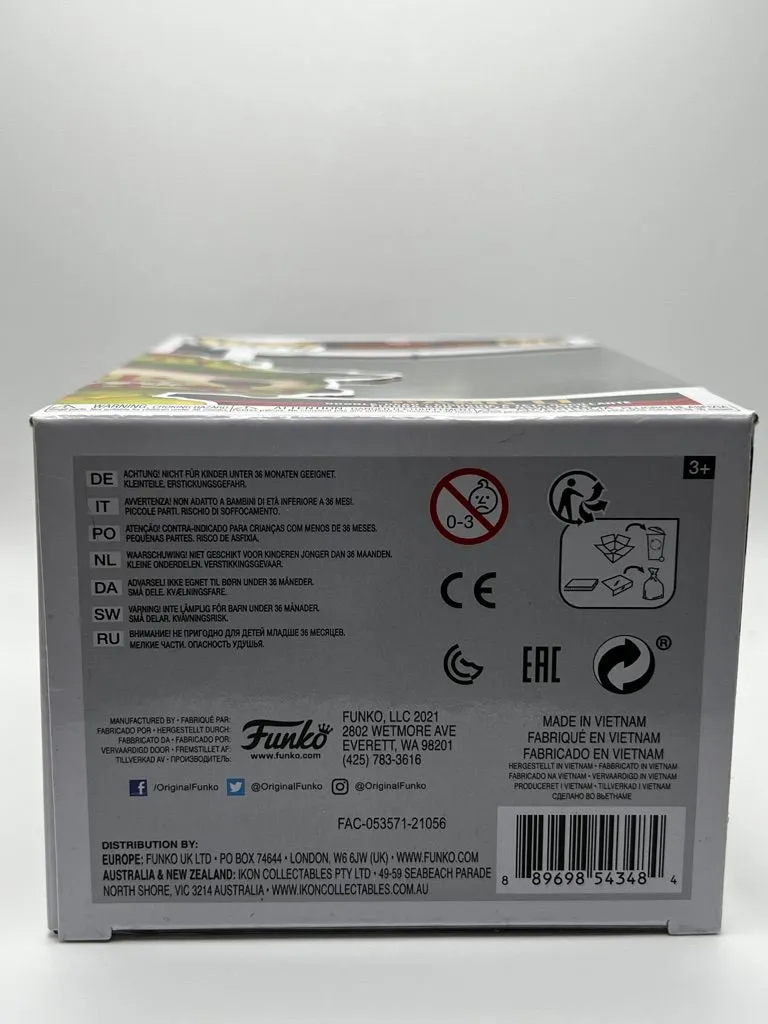 WARNING: CHOKING HAZARD
ATTENTION
3+
DE ACHTUNG! NICHT FÜR KINDER UNTER 36 MONATEN GEEIGNET.
KLEINTEILE, ERSTICKUNGSGEFAHR.
IT AVVERTENZA! NON ADATTO A BAMBINI DI ETÀ INFERIORE A 36 MESI.
PICCOLE PARTI. RISCHIO DI SOFFOCAMENTO.
PO ATENÇÃO! CONTRA-INDICADO PARA CRIANÇAS COM MENOS DE 36 MESES.
PEQUENAS PARTES. RISCO DE ASFIXIA.
NL WAARSCHUWING! NIET GESCHIKT VOOR KINDEREN JONGER DAN 36 MAANDEN.
KLEINE ONDERDELEN. VERSTIKKINGSGEVAAR.
DA ADVARSEL! IKKE EGNET TIL BØRN UNDER 36 MÅNEDER.
SMÅ DELE. KVÆLNINGSFARE.
SW VARNING! INTE LÄMPLIG FÖR BARN UNDER 36 MÅNADER.
SMÅ DELAR. KVÄVNINGSRISK.
RU ВНИМАНИЕ! НЕ ПРИГОДНО ДЛЯ ДЕТЕЙ МЛАДШЕ 36 МЕСЯЦЕВ.
МЕЛКИЕ ЧАСТИ. ОПАСНОСТЬ УДУШЬЯ.
0-3
CE
EAC
®
MANUFACTURED BY • FABRIQUÉ PAR:
FABRICADO POR • HERGESTELLT DURCH:
FABBRICATO DA • FABRICADO POR:
VERVAARDIGD DOOR • FREMSTILLET AF:
TILLVERKAD AV • ПРОИЗВОДИТЕЛЬ:
Funko
www.funko.com
FUNKO, LLC 2021
2802 WETMORE AVE
EVERETT, WA 98201
(425) 783-3616
/OriginalFunko @OriginalFunko @OriginalFunko
FAC-053571-21056
MADE IN VIETNAM
FABRIQUÉ EN VIETNAM
FABRICADO EN VIETNAM
HERGESTELLT IN VIETNAM • FABBRICATO IN VIETNAM
FABRICADO NA VIETNAM • VERVAARDIGD IN VIETNAM
PRODUCERET I VIETNAM • TILLVERKAD I VIETNAM
СДЕЛАНО ВО ВЬЕТНАМЕ
DISTRIBUTION BY:
EUROPE: FUNKO UK LTD • PO BOX 74644 • LONDON, W6 6JW (UK) • WWW.FUNKO.COM
AUSTRALIA & NEW ZEALAND: IKON COLLECTABLES PTY LTD • 49-59 SEABEACH PARADE
NORTH SHORE, VIC 3214 AUSTRALIA • WWW.IKONCOLLECTABLES.COM.AU
8 89698 54348 4